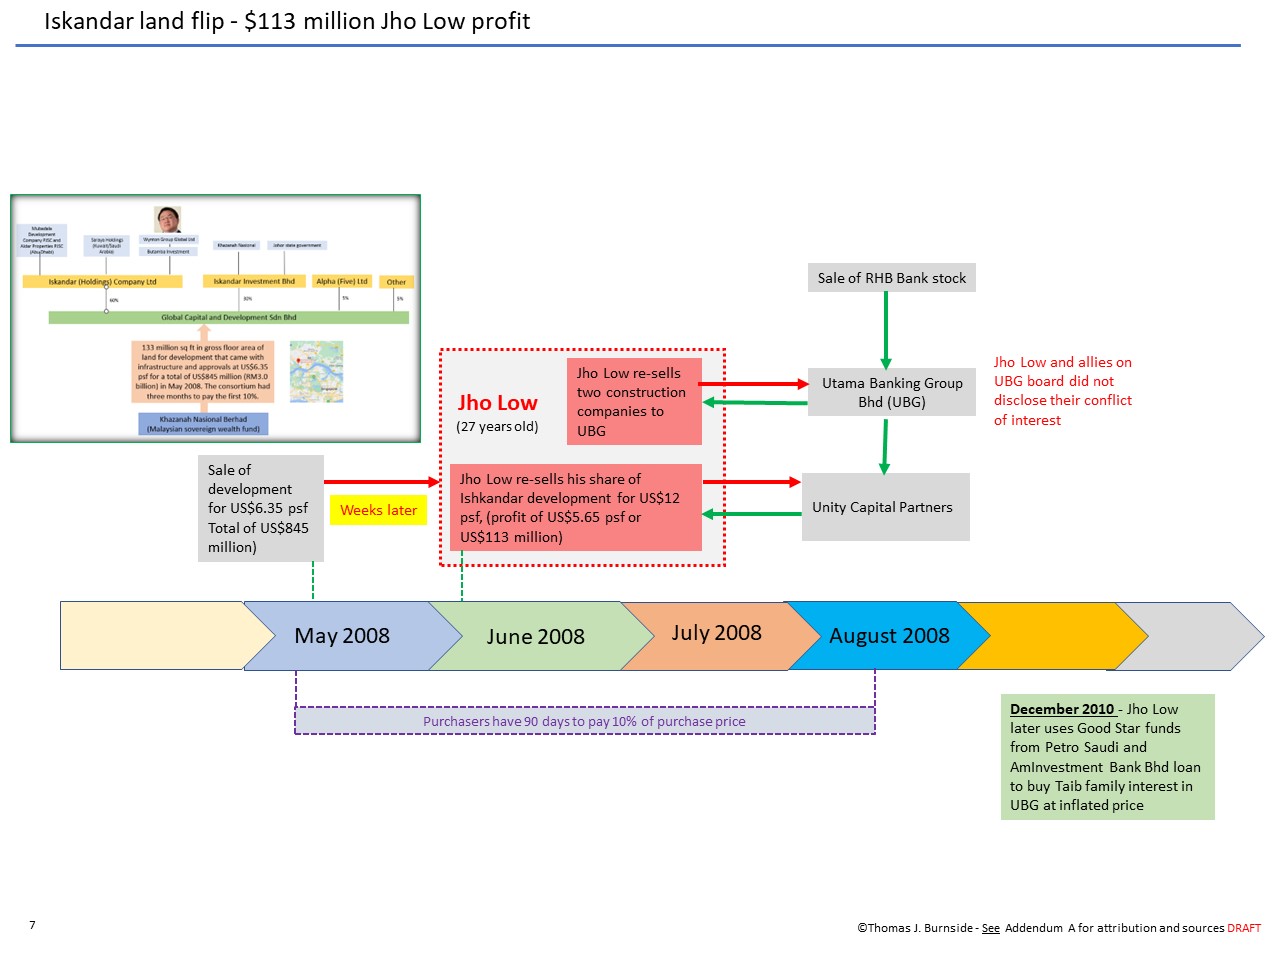 Iskandar land flip - $113 million Jho Low profit
Mubadala
Development
Company PJSC and
Aldar Properties PJSC
(Abu Dhabi)
Saraya Holdings
(Kuwait/Saudi
Arabia)
Wynton Group Global Ltd
Butamba Investment
Khazanah Nasional
Johor state government
Iskandar (Holdings) Company Ltd
Iskandar Investment Bhd
Alpha (Five) Ltd
Other
60%
30%
5%
5%
Global Capital and Development Sdn Bhd
133 million sq ft in gross floor area of
land for development that came with
infrastructure and approvals at US$6.35
psf for a total of US$845 million (RM3.0
billion) in May 2008. The consortium had
three months to pay the first 10%.
Khazanah Nasional Berhad
(Malaysian sovereign wealth fund)
Sale of RHB Bank stock
Jho Low
(27 years old)
Jho Low re-sells
two construction
companies to
UBG
Utama Banking Group
Bhd (UBG)
Jho Low and allies on
UBG board did not
disclose their conflict
of interest
Sale of
development
for US$6.35 psf
Total of US$845
million)
Weeks later
Jho Low re-sells his share of
Ishkandar development for US$12
psf, (profit of US$5.65 psf or
US$113 million)
Unity Capital Partners
May 2008
June 2008
July 2008
August 2008
Purchasers have 90 days to pay 10% of purchase price
December 2010 - Jho Low
later uses Good Star funds
from Petro Saudi and
AmInvestment Bank Bhd loan
to buy Taib family interest in
UBG at inflated price
7
©Thomas J. Burnside - See Addendum A for attribution and sources DRAFT